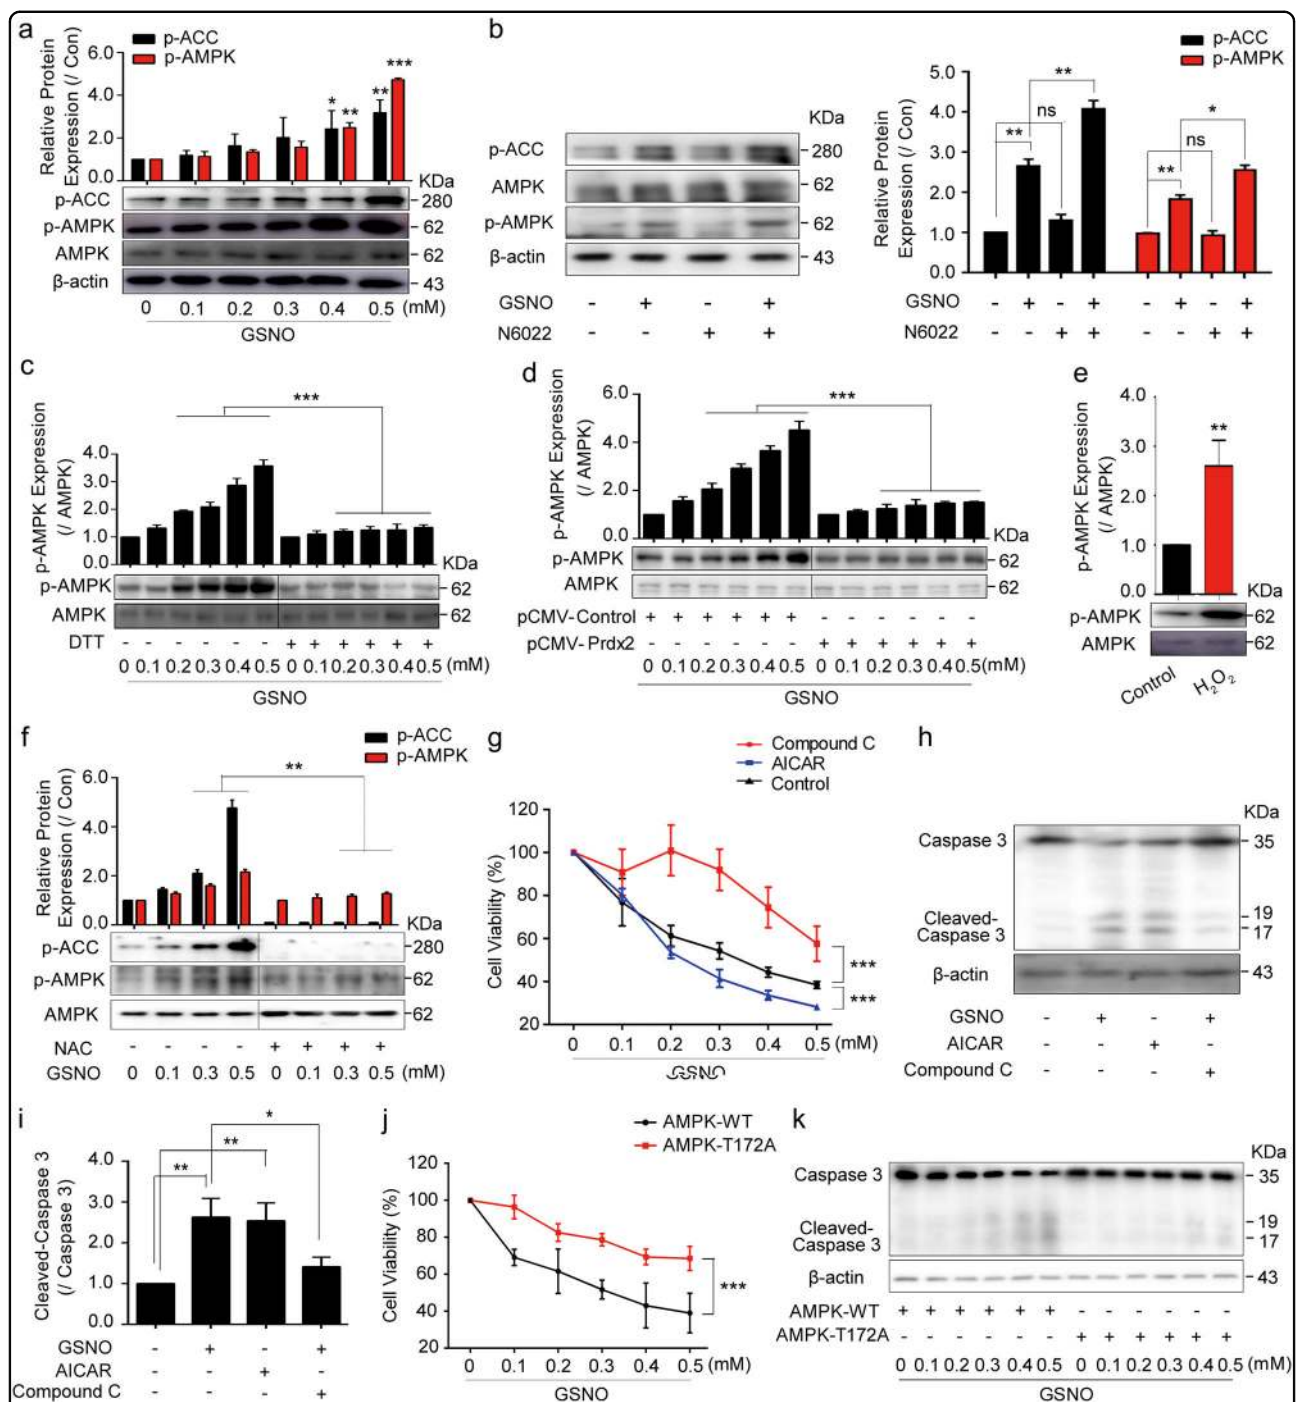 a
p-ACC
p-AMPK
Relative Protein
Expression (/ Con)
6.0
4.0
2.0
0.0
* ** ** ***
KDa
p-ACC 280
p-AMPK 62
AMPK 62
β-actin 43
0 0.1 0.2 0.3 0.4 0.5 (mM)
GSNO
b
KDa
p-ACC 280
AMPK 62
p-AMPK 62
β-actin 43
GSNO - + - +
N6022 - - + +
p-ACC
p-AMPK
Relative Protein
Expression (/ Con)
5.0
4.0
3.0
2.0
1.0
0.0
** ns ** ** ns *
GSNO - + - + - + - +
N6022 - - + + - - + +
c
p-AMPK Expression
(/ AMPK)
4.0
3.0
2.0
1.0
0.0
***
KDa
p-AMPK 62
AMPK 62
DTT - - - - - - + + + + + +
0 0.1 0.2 0.3 0.4 0.5 0 0.1 0.2 0.3 0.4 0.5 (mM)
GSNO
d
p-AMPK Expression
(/ AMPK)
6.0
4.0
2.0
0.0
***
KDa
p-AMPK 62
AMPK 62
pCMV-Control + + + + + + - - - - - -
pCMV-Prdx2 - - - - - - + + + + + +
0 0.1 0.2 0.3 0.4 0.5 0 0.1 0.2 0.3 0.4 0.5 (mM)
GSNO
e
p-AMPK Expression
(/ AMPK)
4.0
3.0
2.0
1.0
0.0
**
KDa
p-AMPK 62
AMPK 62
Control H2O2
f
p-ACC
p-AMPK
Relative Protein
Expression (/ Con)
6.0
4.0
2.0
0.0
**
KDa
p-ACC 280
p-AMPK 62
AMPK 62
NAC - - - - + + + +
GSNO 0 0.1 0.3 0.5 0 0.1 0.3 0.5 (mM)
g
Compound C
AICAR
Control
Cell Viability (%)
120
100
80
60
40
20
***
***
0 0.1 0.2 0.3 0.4 0.5 (mM)
GSNO
h
KDa
Caspase 3 35
Cleaved-
Caspase 3
19
17
β-actin 43
GSNO - + - +
AICAR - - + -
Compound C - - - +
i
Cleaved-Caspase 3
(/ Caspase 3)
4.0
3.0
2.0
1.0
0.0
** ** *
GSNO - + - +
AICAR - - + -
Compound C - - - +
j
AMPK-WT
AMPK-T172A
Cell Viability (%)
120
100
80
60
40
20
***
0 0.1 0.2 0.3 0.4 0.5 (mM)
GSNO
k
KDa
Caspase 3 35
Cleaved-
Caspase 3
19
17
β-actin 43
AMPK-WT + + + + + + - - - - - -
AMPK-T172A - - - - - - + + + + + +
0 0.1 0.2 0.3 0.4 0.5 0 0.1 0.2 0.3 0.4 0.5 (mM)
GSNO